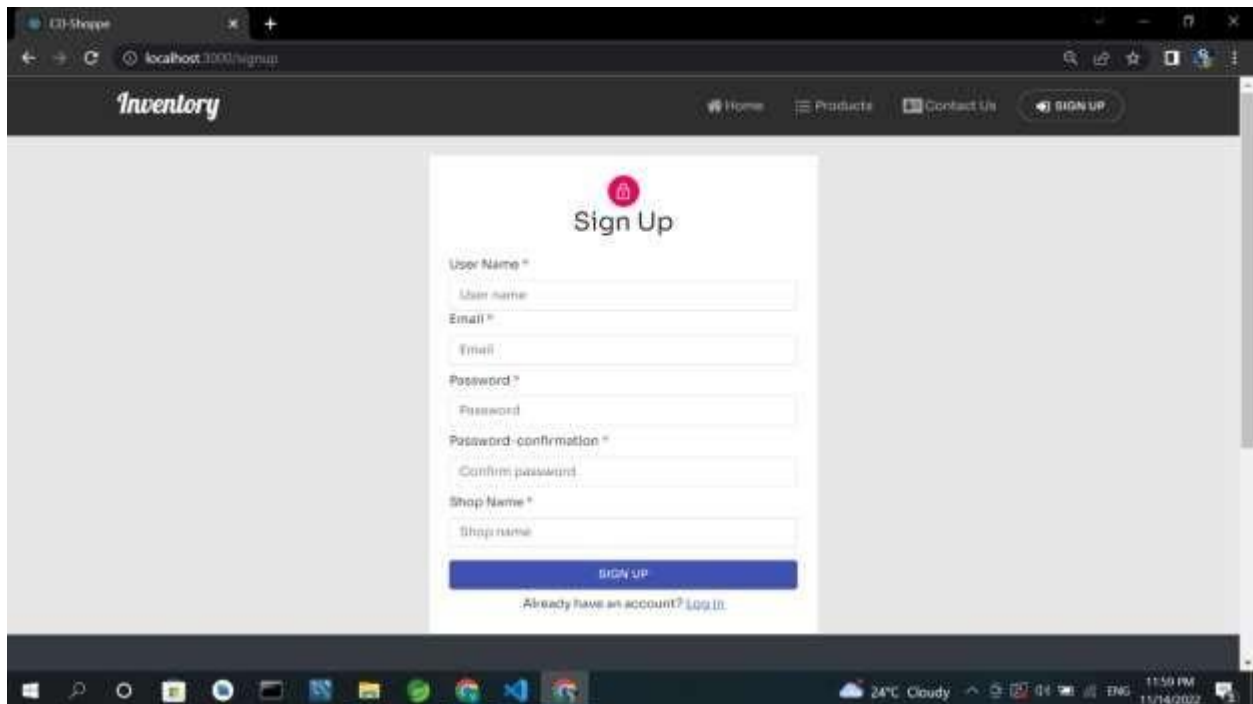 CD-Shoppe
localhost:3000/signup
Inventory
Home
Products
Contact Us
SIGN UP
Sign Up
User Name *
User name
Email *
Email
Password *
Password
Password-confirmation *
Confirm password
Shop Name *
Shop name
SIGN UP
Already have an account? Log in
24°C Cloudy
ENG
11:59 PM
11/14/2022